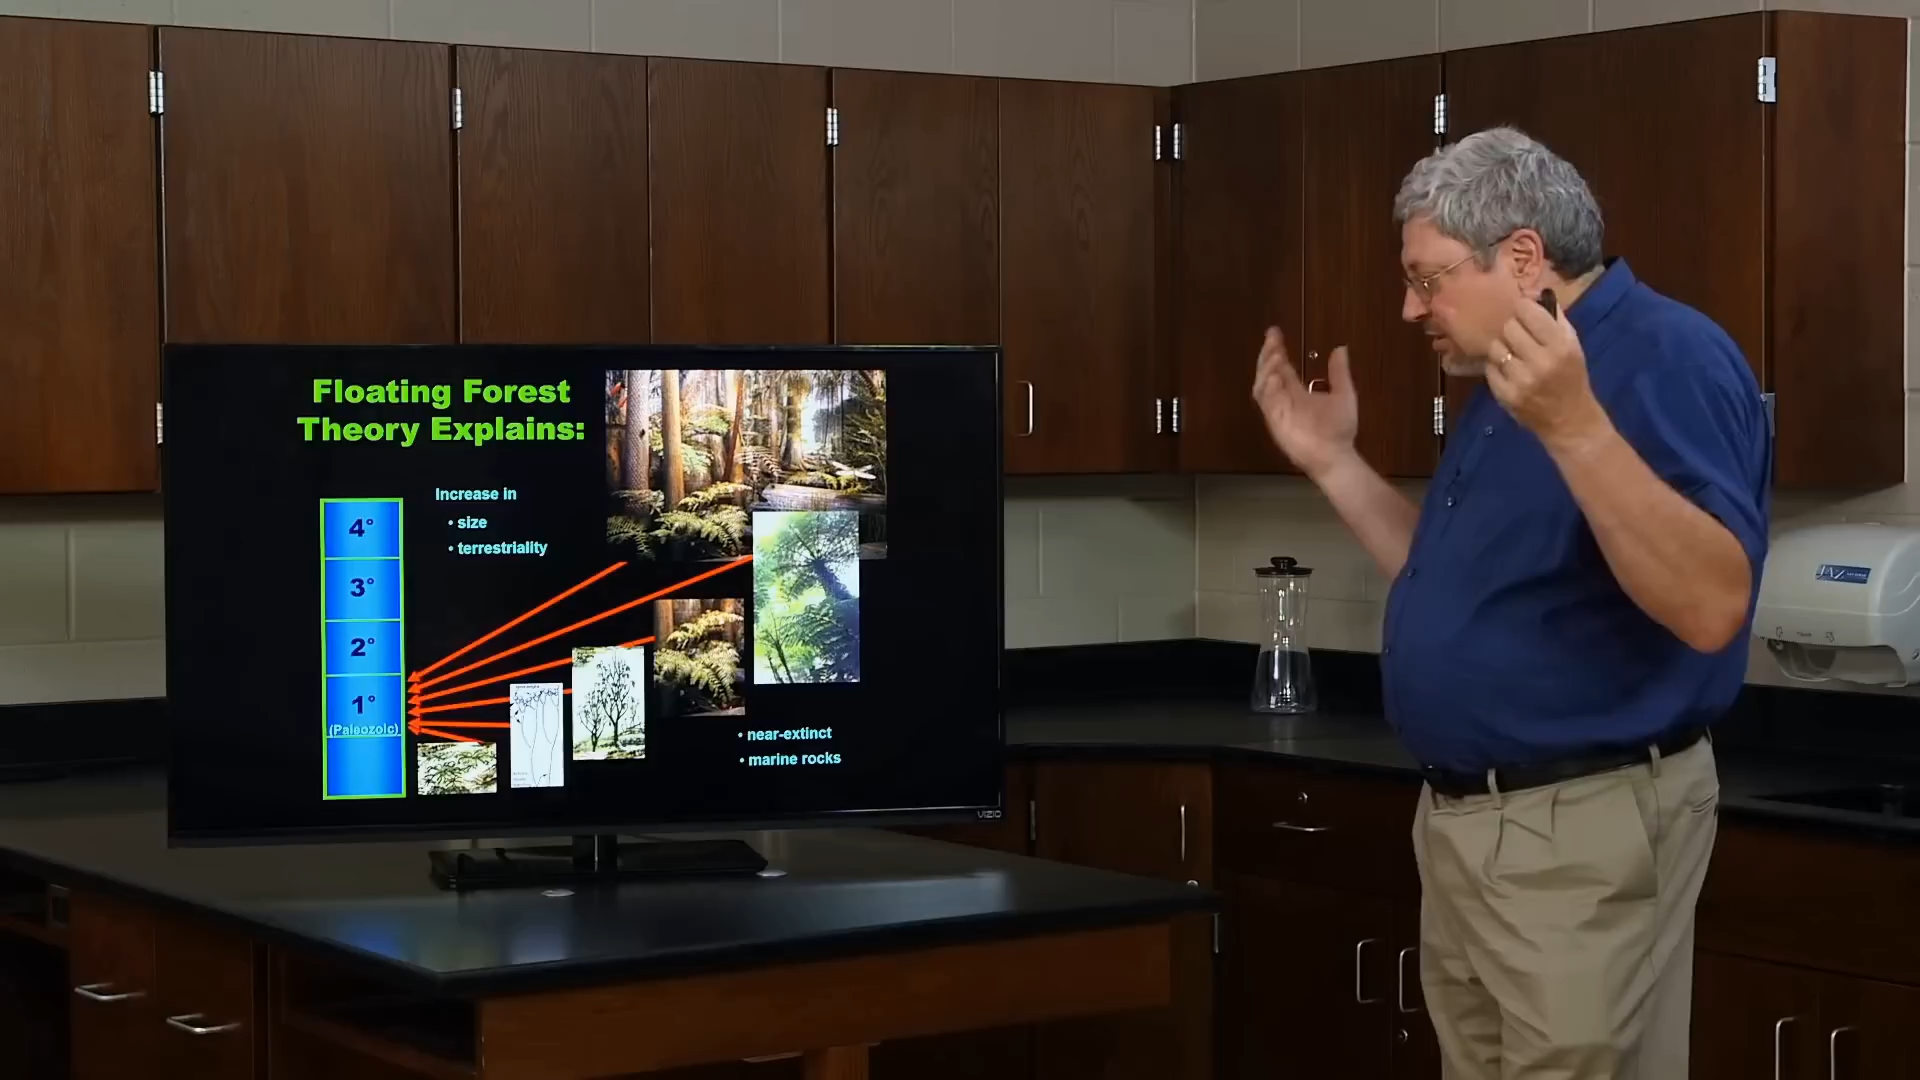 Floating Forest
Theory Explains:
Increase in
• size
• terrestriality
4°
3°
2°
1°
(Paleozoic)
• near-extinct
• marine rocks
VIZIO